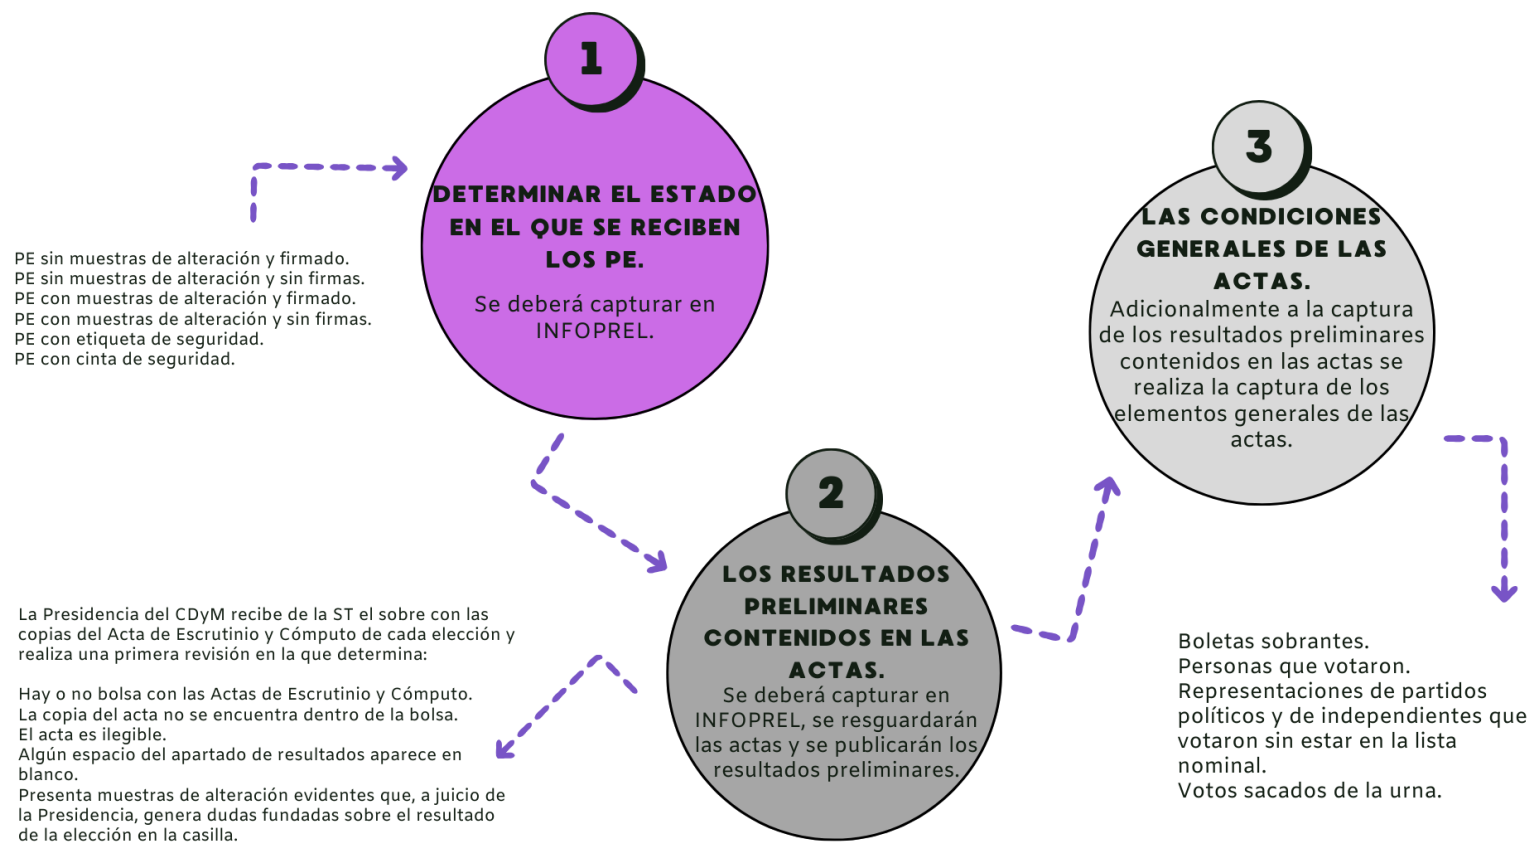 1
DETERMINAR EL ESTADO
EN EL QUE SE RECIBEN
LOS PE.
Se deberá capturar en
INFOPREL.
PE sin muestras de alteración y firmado.
PE sin muestras de alteración y sin firmas.
PE con muestras de alteración y firmado.
PE con muestras de alteración y sin firmas.
PE con etiqueta de seguridad.
PE con cinta de seguridad.
2
LOS RESULTADOS
PRELIMINARES
CONTENIDOS EN LAS
ACTAS.
Se deberá capturar en
INFOPREL, se resguardarán
las actas y se publicarán los
resultados preliminares.
La Presidencia del CDyM recibe de la ST el sobre con las
copias del Acta de Escrutinio y Cómputo de cada elección y
realiza una primera revisión en la que determina:
Hay o no bolsa con las Actas de Escrutinio y Cómputo.
La copia del acta no se encuentra dentro de la bolsa.
El acta es ilegible.
Algún espacio del apartado de resultados aparece en
blanco.
Presenta muestras de alteración evidentes que, a juicio de
la Presidencia, genera dudas fundadas sobre el resultado
de la elección en la casilla.
3
LAS CONDICIONES
GENERALES DE LAS
ACTAS.
Adicionalmente a la captura
de los resultados preliminares
contenidos en las actas se
realiza la captura de los
elementos generales de las
actas.
Boletas sobrantes.
Personas que votaron.
Representaciones de partidos
políticos y de independientes que
votaron sin estar en la lista
nominal.
Votos sacados de la urna.